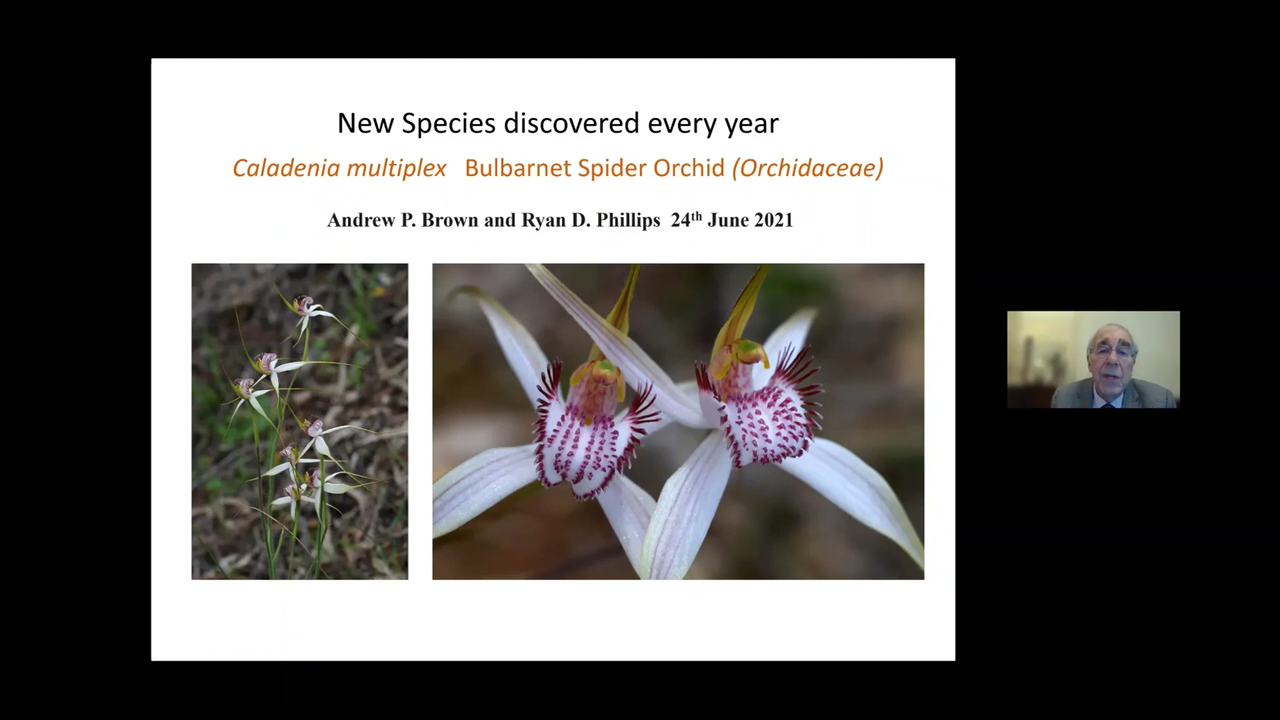 New Species discovered every year
Caladenia multiplex Bulbarnet Spider Orchid (Orchidaceae)
Andrew P. Brown and Ryan D. Phillips 24th June 2021